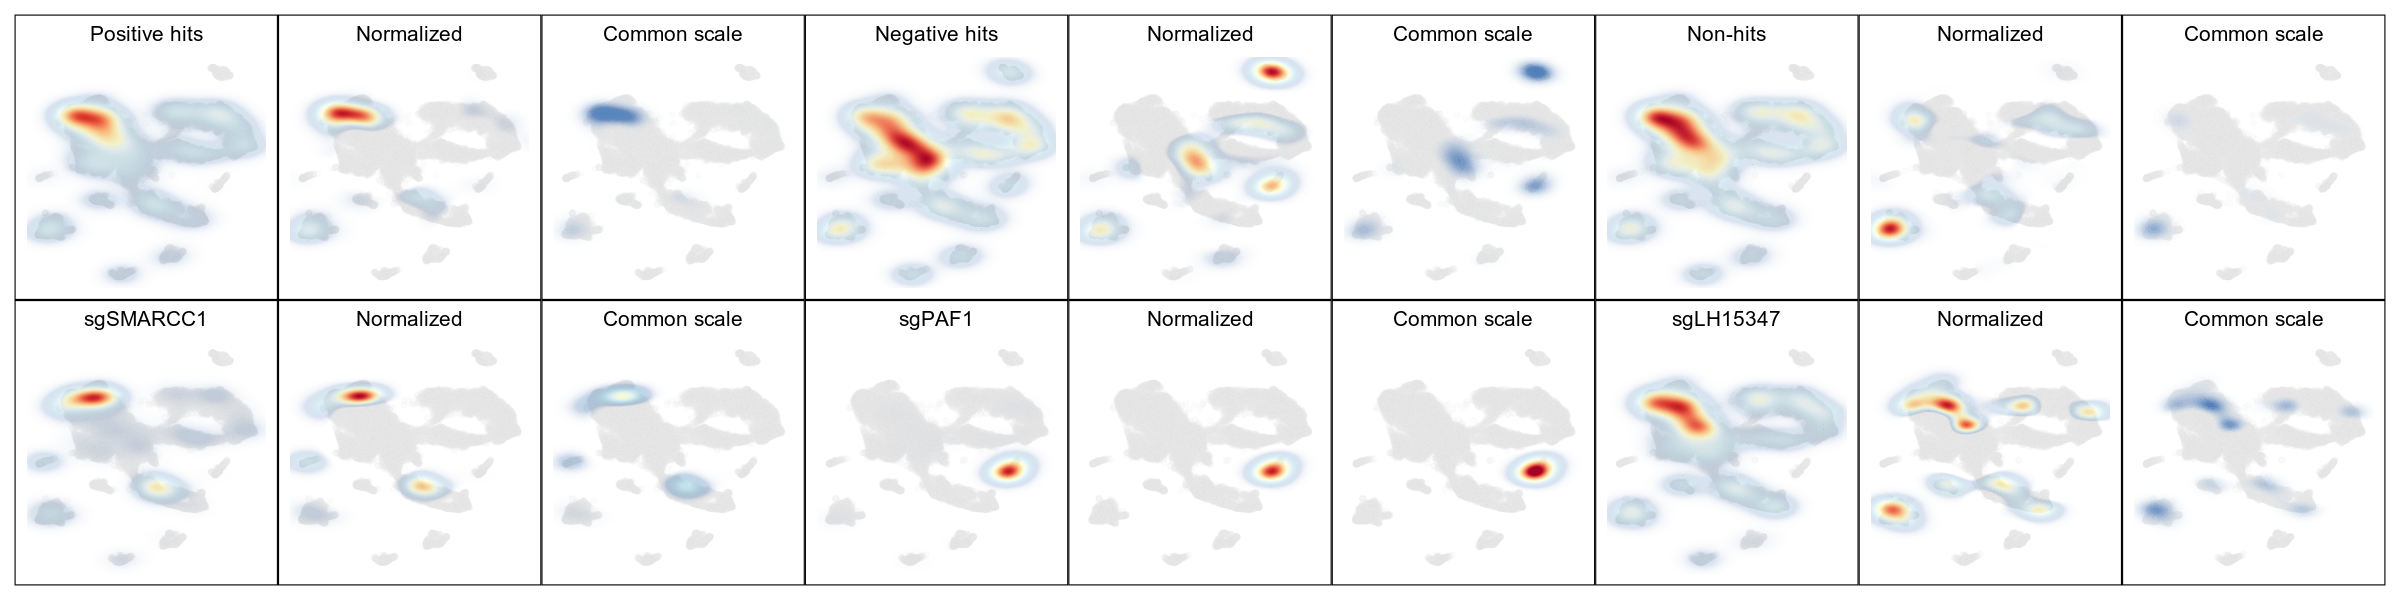 Positive hits
Normalized
Common scale
Negative hits
Normalized
Common scale
Non-hits
Normalized
Common scale
sgSMARCC1
Normalized
Common scale
sgPAF1
Normalized
Common scale
sgLH15347
Normalized
Common scale